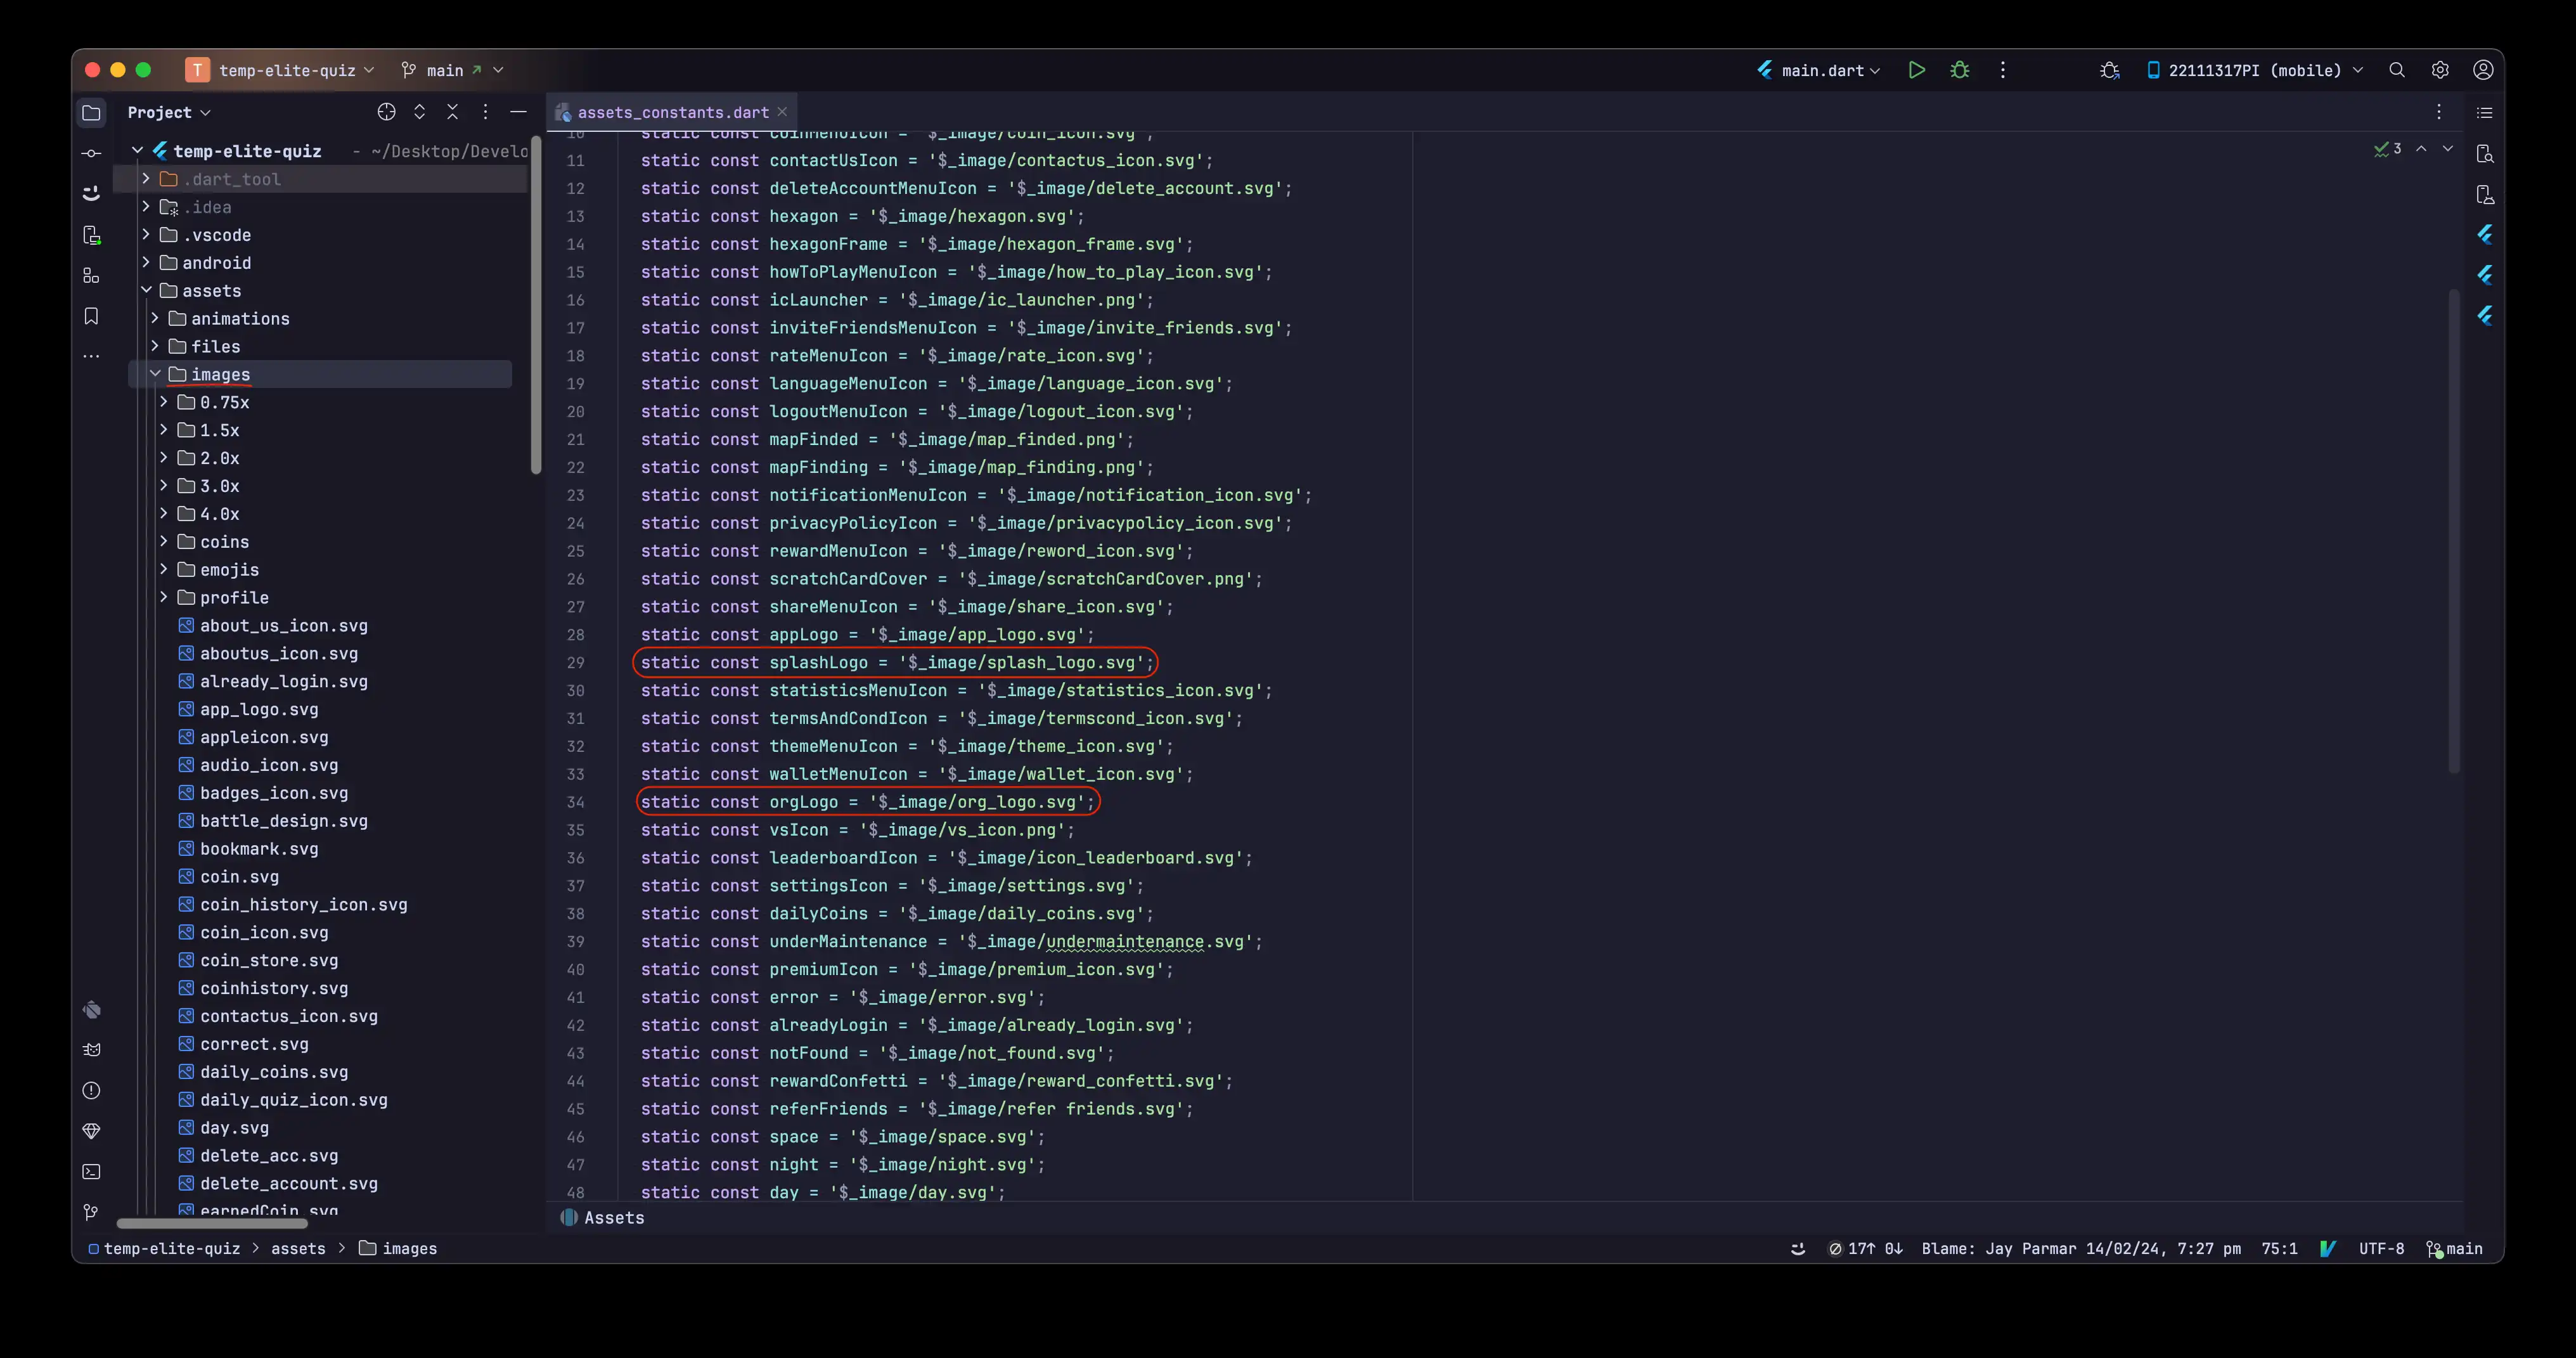 T temp-elite-quiz main main.dart 22111317PI (mobile)
Project
assets_constants.dart
temp-elite-quiz - ~/Desktop/Develo
.dart_tool
.idea
.vscode
android
assets
animations
files
images
0.75x
1.5x
2.0x
3.0x
4.0x
coins
emojis
profile
about_us_icon.svg
aboutus_icon.svg
already_login.svg
app_logo.svg
appleicon.svg
audio_icon.svg
badges_icon.svg
battle_design.svg
bookmark.svg
coin.svg
coin_history_icon.svg
coin_icon.svg
coin_store.svg
coinhistory.svg
contactus_icon.svg
correct.svg
daily_coins.svg
daily_quiz_icon.svg
day.svg
delete_acc.svg
delete_account.svg
earnedCoin.svg
10 static const coinMenuIcon = '$_image/coin_icon.svg';
11 static const contactUsIcon = '$_image/contactus_icon.svg';
12 static const deleteAccountMenuIcon = '$_image/delete_account.svg';
13 static const hexagon = '$_image/hexagon.svg';
14 static const hexagonFrame = '$_image/hexagon_frame.svg';
15 static const howToPlayMenuIcon = '$_image/how_to_play_icon.svg';
16 static const icLauncher = '$_image/ic_launcher.png';
17 static const inviteFriendsMenuIcon = '$_image/invite_friends.svg';
18 static const rateMenuIcon = '$_image/rate_icon.svg';
19 static const languageMenuIcon = '$_image/language_icon.svg';
20 static const logoutMenuIcon = '$_image/logout_icon.svg';
21 static const mapFinded = '$_image/map_finded.png';
22 static const mapFinding = '$_image/map_finding.png';
23 static const notificationMenuIcon = '$_image/notification_icon.svg';
24 static const privacyPolicyIcon = '$_image/privacypolicy_icon.svg';
25 static const rewardMenuIcon = '$_image/reword_icon.svg';
26 static const scratchCardCover = '$_image/scratchCardCover.png';
27 static const shareMenuIcon = '$_image/share_icon.svg';
28 static const appLogo = '$_image/app_logo.svg';
29 static const splashLogo = '$_image/splash_logo.svg';
30 static const statisticsMenuIcon = '$_image/statistics_icon.svg';
31 static const termsAndCondIcon = '$_image/termscond_icon.svg';
32 static const themeMenuIcon = '$_image/theme_icon.svg';
33 static const walletMenuIcon = '$_image/wallet_icon.svg';
34 static const orgLogo = '$_image/org_logo.svg';
35 static const vsIcon = '$_image/vs_icon.png';
36 static const leaderboardIcon = '$_image/icon_leaderboard.svg';
37 static const settingsIcon = '$_image/settings.svg';
38 static const dailyCoins = '$_image/daily_coins.svg';
39 static const underMaintenance = '$_image/undermaintenance.svg';
40 static const premiumIcon = '$_image/premium_icon.svg';
41 static const error = '$_image/error.svg';
42 static const alreadyLogin = '$_image/already_login.svg';
43 static const notFound = '$_image/not_found.svg';
44 static const rewardConfetti = '$_image/reward_confetti.svg';
45 static const referFriends = '$_image/refer friends.svg';
46 static const space = '$_image/space.svg';
47 static const night = '$_image/night.svg';
48 static const day = '$_image/day.svg';
3
Assets
temp-elite-quiz > assets > images
17↑ 0↓ Blame: Jay Parmar 14/02/24, 7:27 pm 75:1 UTF-8 main